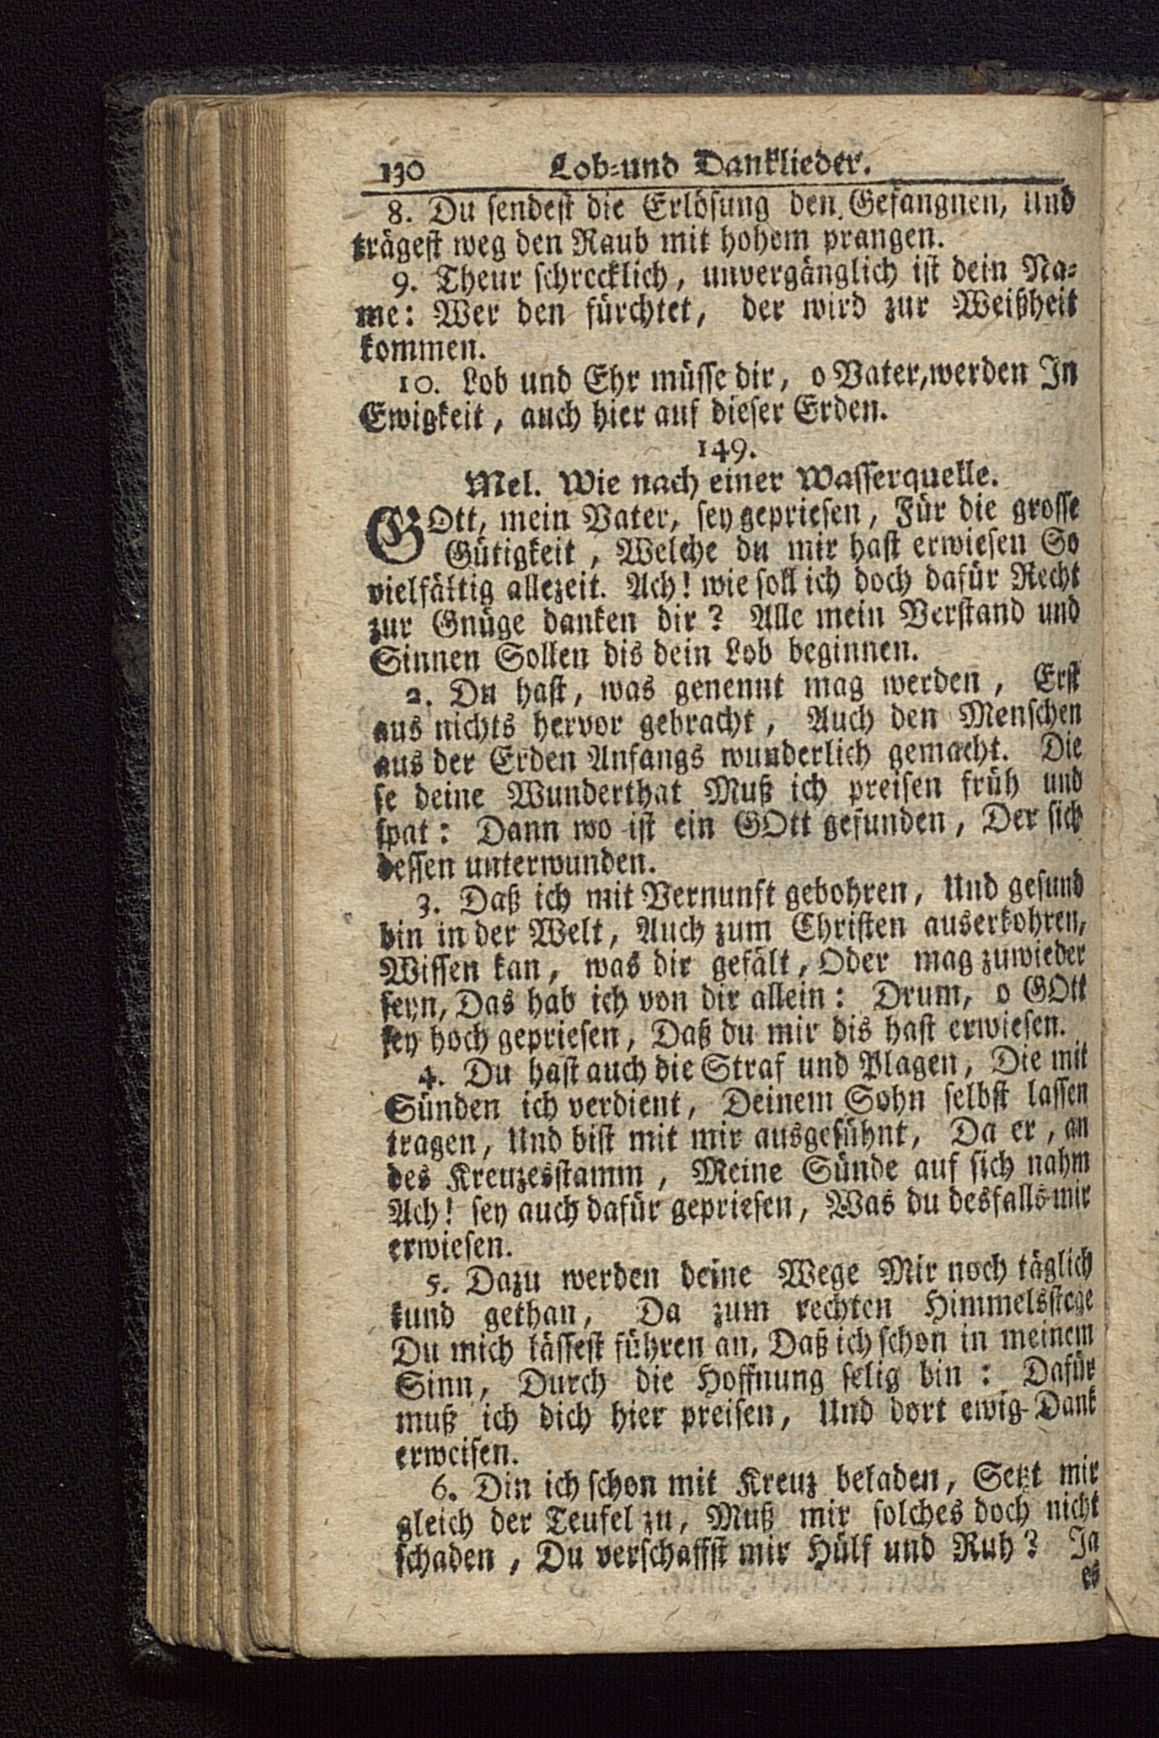 130 Lob-und Danklieder.
8. Du sendest die Erlösung den Gefangnen, Und
trägest weg den Raub mit hohem prangen.
9. Theur schrecklich, unvergänglich ist dein Na-
me: Wer den fürchtet, der wird zur Weißheit
kommen.
10. Lob und Ehr müsse dir, o Vater, werden In
Ewigkeit, auch hier auf dieser Erden.
149.
Mel. Wie nach einer Wasserquelle.
GOtt, mein Vater, sey gepriesen, Für die grosse
Gütigkeit, Welche du mir hast erwiesen So
vielfältig allezeit. Ach! wie soll ich doch dafür Recht
zur Gnüge danken dir? Alle mein Verstand und
Sinnen Sollen dis dein Lob beginnen.
2. Du hast, was genennt mag werden, Erst
aus nichts hervor gebracht, Auch den Menschen
aus der Erden Anfangs wunderlich gemacht. Die
se deine Wunderthat Muß ich preisen früh und
spat: Dann wo ist ein GOtt gefunden, Der sich
dessen unterwunden.
3. Daß ich mit Vernunft gebohren, Und gesund
bin in der Welt, Auch zum Christen auserkohren,
Wissen kan, was dir gefält, Oder mag zuwieder
seyn, Das hab ich von dir allein: Drum, o GOtt
sey hoch gepriesen, Daß du mir dis hast erwiesen.
4. Du hast auch die Straf und Plagen, Die mit
Sünden ich verdient, Deinem Sohn selbst lassen
tragen, Und bist mit mir ausgesühnt, Da er, an
des Kreuzesstamm, Meine Sünde auf sich nahm
Ach! sey auch dafür gepriesen, Was du desfalls mir
erwiesen.
5. Dazu werden deine Wege Mir noch täglich
kund gethan, Da zum rechten Himmelsstege
Du mich lässest führen an, Daß ich schon in meinem
Sinn, Durch die Hoffnung selig bin: Dafür
muß ich dich hier preisen, Und dort ewig Dank
erweisen.
6. Din ich schon mit Kreuz beladen, Setzt mir
gleich der Teufel zu, Muß mir solches doch nicht
schaden, Du verschaffst mir Hülf und Ruh? Ja
es